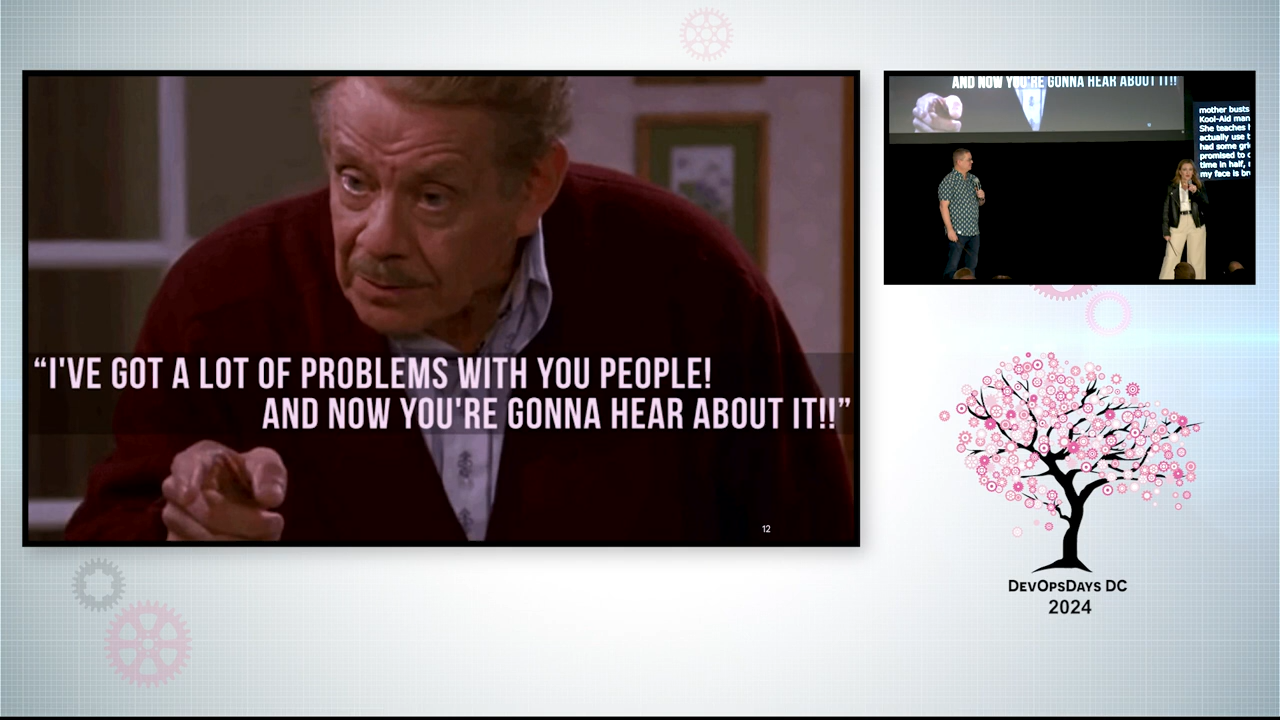 “I'VE GOT A LOT OF PROBLEMS WITH YOU PEOPLE!
AND NOW YOU'RE GONNA HEAR ABOUT IT!!”
12
AND NOW YOU'RE GONNA HEAR ABOUT IT!!
mother busts
Kool-Aid man
She teaches
actually use
had some
promised to
time in half,
my face is
DEVOPSDAYS DC
2024